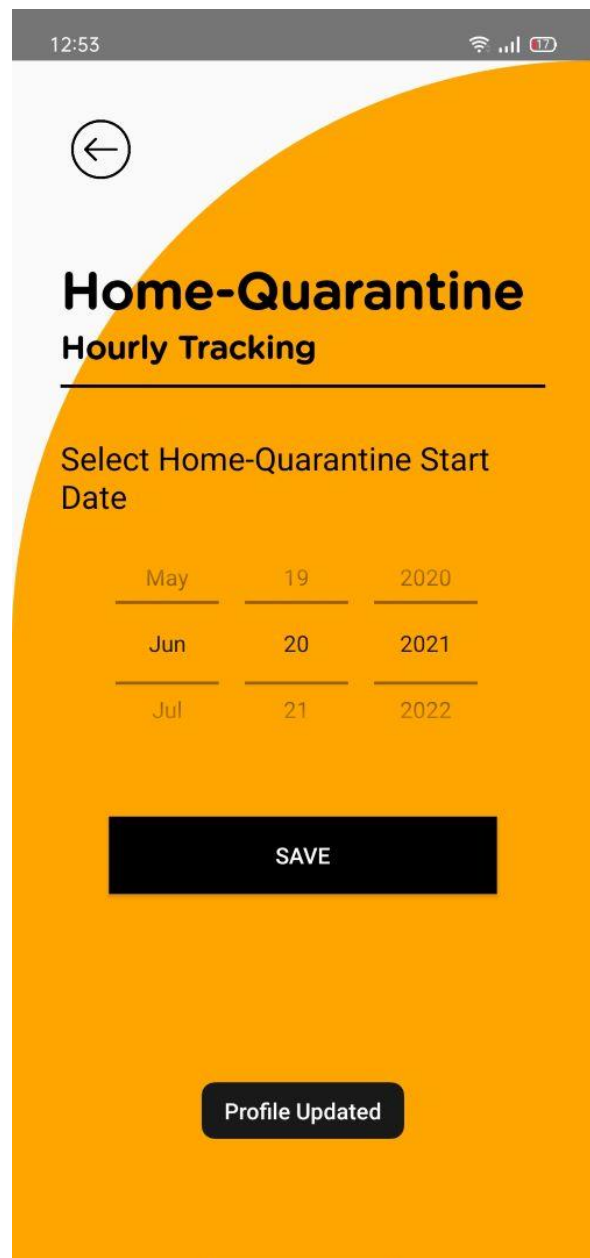 12:53
17
Home-Quarantine
Hourly Tracking
Select Home-Quarantine Start
Date
May 19 2020
Jun 20 2021
Jul 21 2022
SAVE
Profile Updated